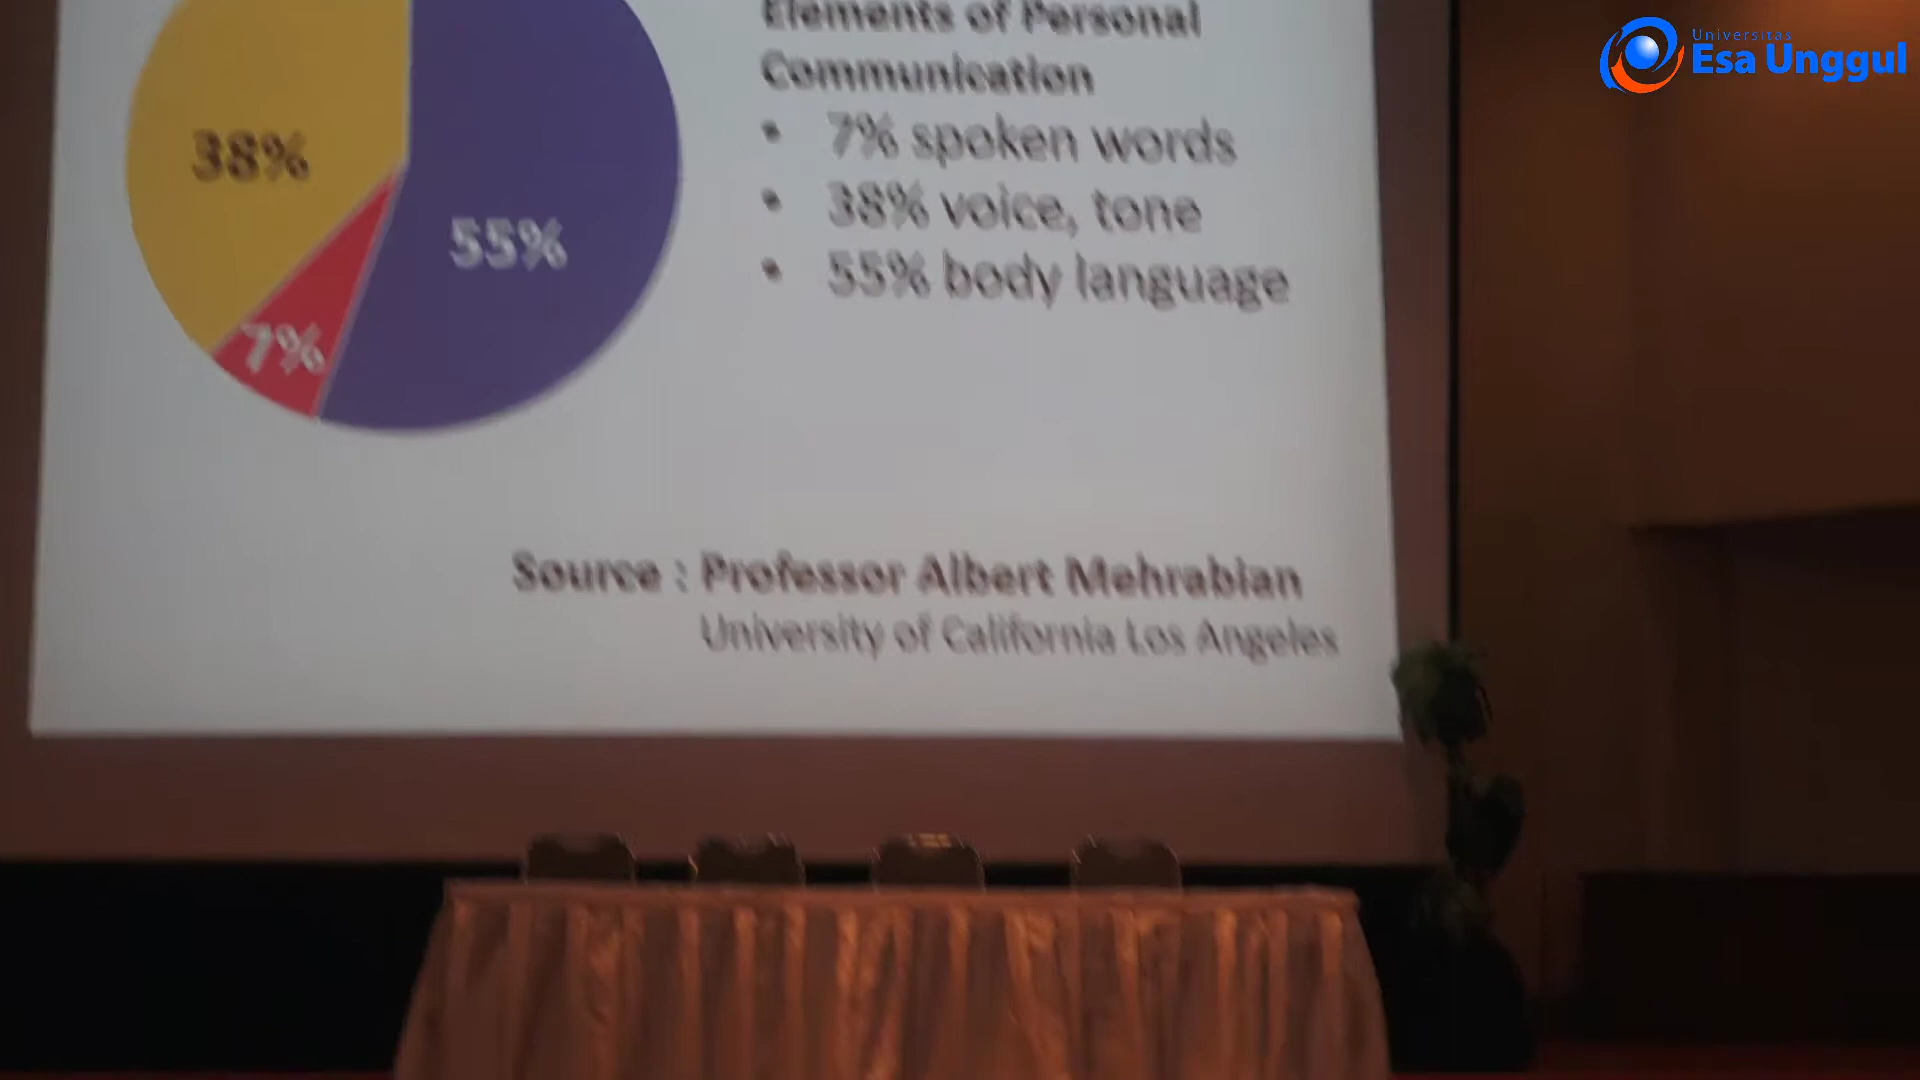 Universitas
Esa Unggul
Elements of Personal
Communication
• 7% spoken words
• 38% voice, tone
• 55% body language
38%
55%
7%
Source : Professor Albert Mehrabian
University of California Los Angeles